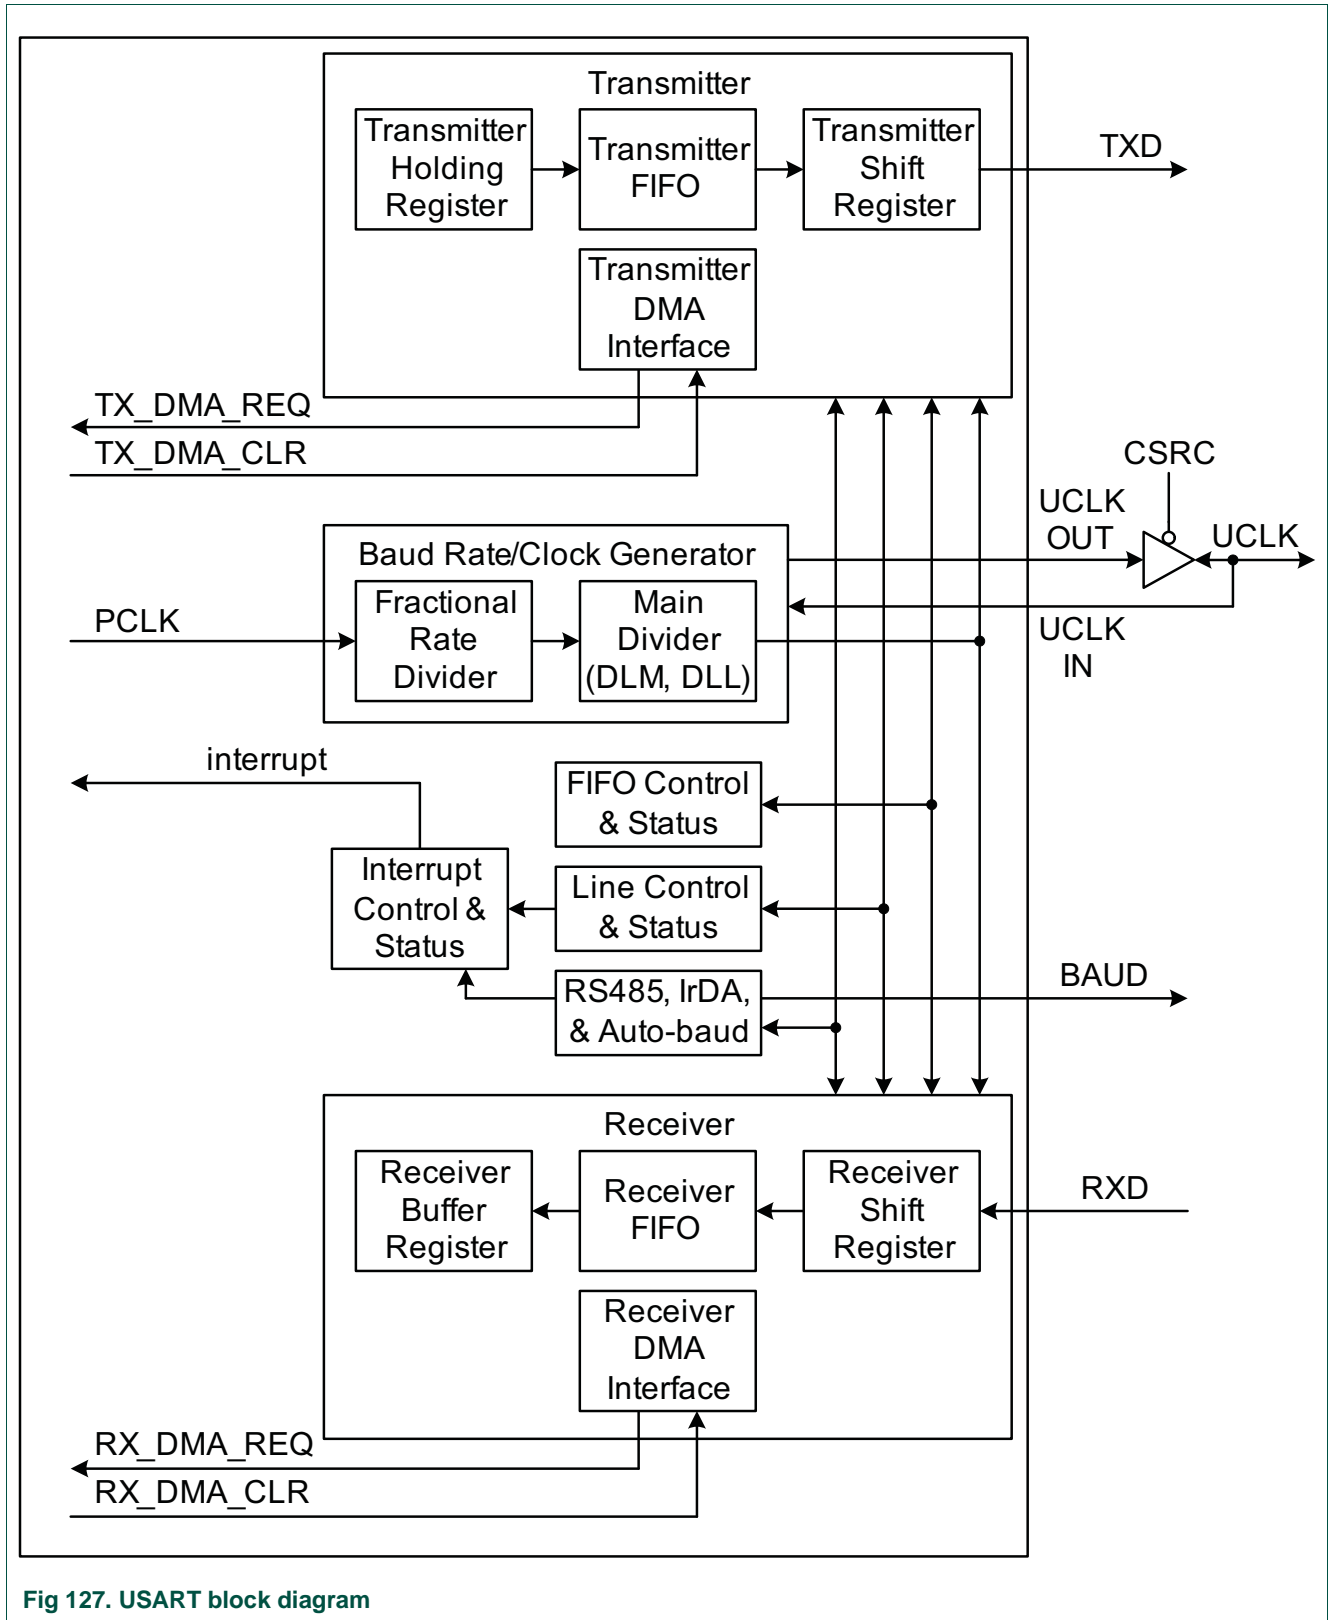 Transmitter
Transmitter
Holding
Register
Transmitter
FIFO
Transmitter
Shift
Register
TXD
Transmitter
DMA
Interface
TX_DMA_REQ
TX_DMA_CLR
CSRC
UCLK
OUT
UCLK
Baud Rate/Clock Generator
PCLK
Fractional
Rate
Divider
Main
Divider
(DLM, DLL)
UCLK
IN
interrupt
FIFO Control
& Status
Interrupt
Control &
Status
Line Control
& Status
RS485, IrDA,
& Auto-baud
BAUD
Receiver
Receiver
Buffer
Register
Receiver
FIFO
Receiver
Shift
Register
RXD
Receiver
DMA
Interface
RX_DMA_REQ
RX_DMA_CLR
Fig 127. USART block diagram